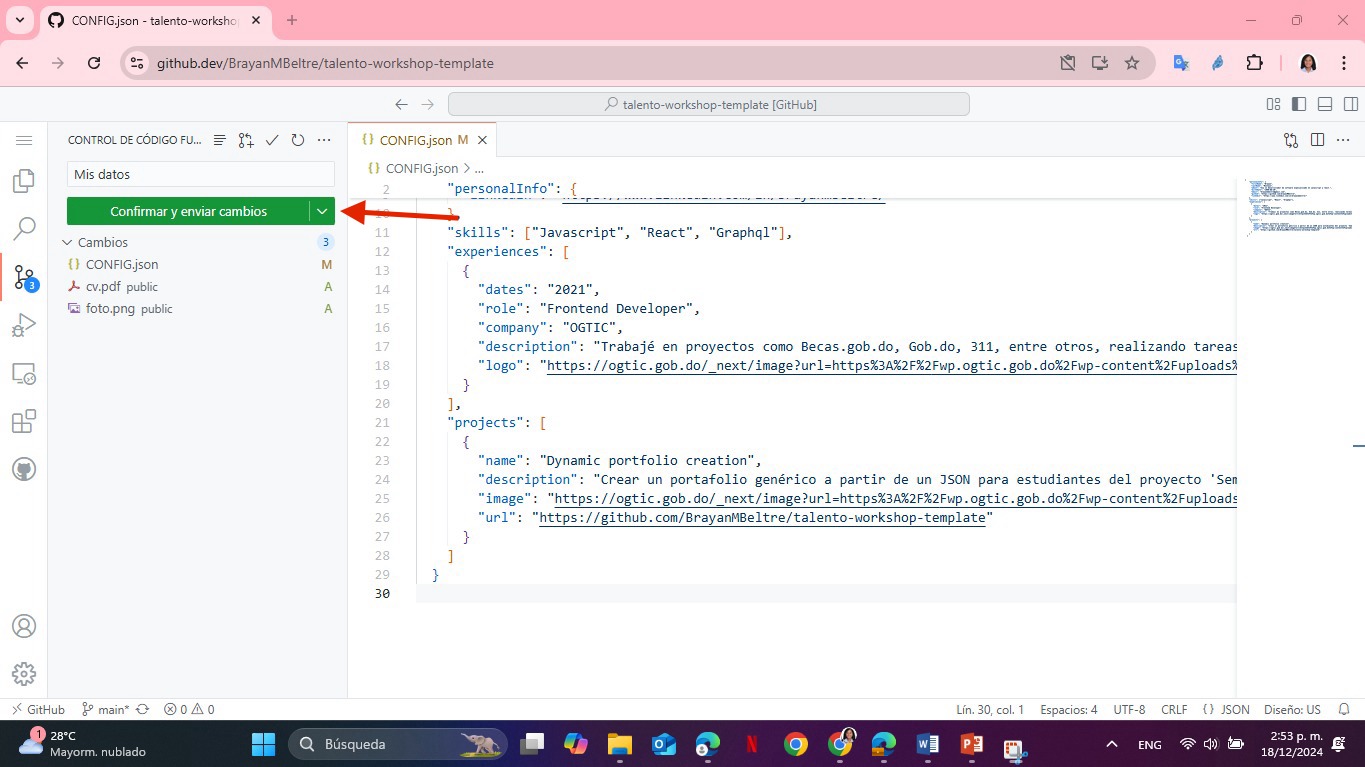 CONFIG.json - talento-workshop
github.dev/BrayanMBeltre/talento-workshop-template
talento-workshop-template [GitHub]
CONTROL DE CÓDIGO FU...
Mis datos
Confirmar y enviar cambios
Cambios 3
CONFIG.json M
cv.pdf public A
foto.png public A
3
CONFIG.json M
CONFIG.json > ...
2 "personalInfo": {
10 }
11 "skills": ["Javascript", "React", "Graphql"],
12 "experiences": [
13 {
14 "dates": "2021",
15 "role": "Frontend Developer",
16 "company": "OGTIC",
17 "description": "Trabajé en proyectos como Becas.gob.do, Gob.do, 311, entre otros, realizando tareas
18 "logo": "https://ogtic.gob.do/_next/image?url=https%3A%2F%2Fwp.ogtic.gob.do%2Fwp-content%2Fuploads%
19 }
20 ],
21 "projects": [
22 {
23 "name": "Dynamic portfolio creation",
24 "description": "Crear un portafolio genérico a partir de un JSON para estudiantes del proyecto 'Sem
25 "image": "https://ogtic.gob.do/_next/image?url=https%3A%2F%2Fwp.ogtic.gob.do%2Fwp-content%2Fuploads
26 "url": "https://github.com/BrayanMBeltre/talento-workshop-template"
27 }
28 ]
29 }
30
GitHub main* 0 0 Lín. 30, col. 1 Espacios: 4 UTF-8 CRLF {} JSON Diseño: US
1 28°C
Mayorm. nublado
Búsqueda
ENG
2:53 p. m.
18/12/2024